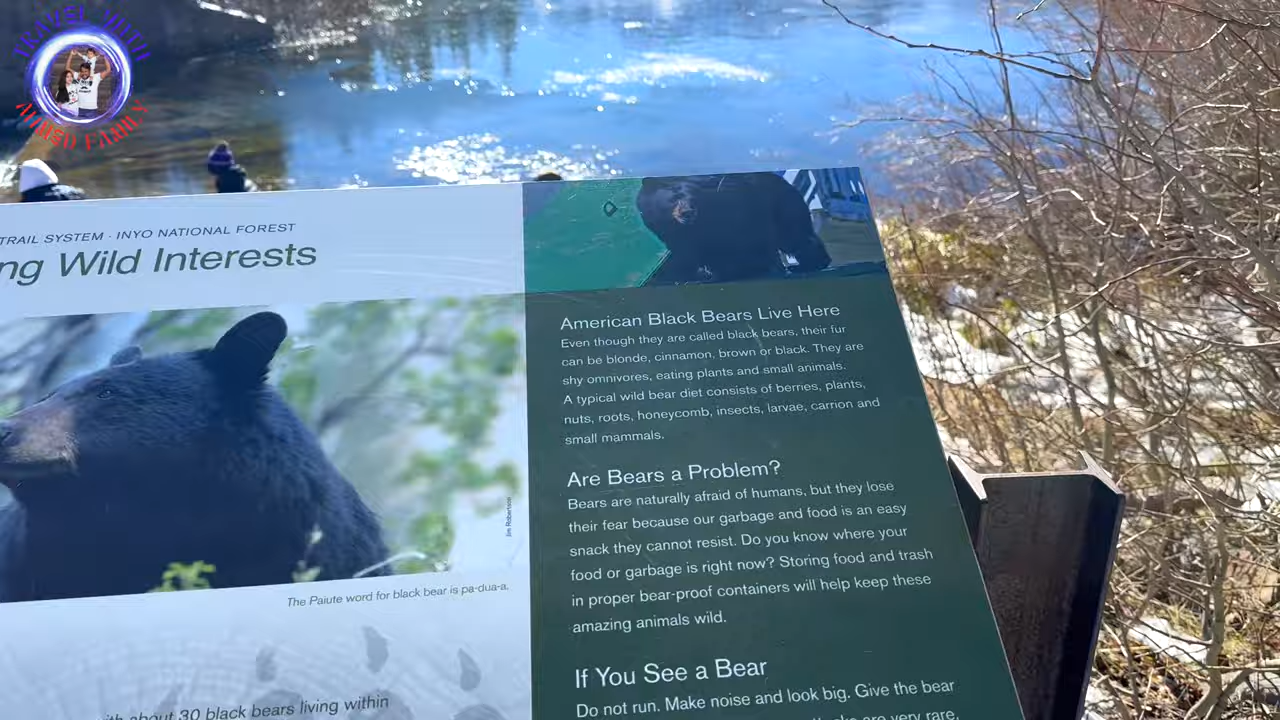 TRAVEL WITH
AWNSH FAMILY
TRAIL SYSTEM · INYO NATIONAL FOREST
ng Wild Interests
Jim Robertson
The Paiute word for black bear is pa-dua-a.
with about 30 black bears living within
American Black Bears Live Here
Even though they are called black bears, their fur
can be blonde, cinnamon, brown or black. They are
shy omnivores, eating plants and small animals.
A typical wild bear diet consists of berries, plants,
nuts, roots, honeycomb, insects, larvae, carrion and
small mammals.
Are Bears a Problem?
Bears are naturally afraid of humans, but they lose
their fear because our garbage and food is an easy
snack they cannot resist. Do you know where your
food or garbage is right now? Storing food and trash
in proper bear-proof containers will help keep these
amazing animals wild.
If You See a Bear
Do not run. Make noise and look big. Give the bear
are very rare,